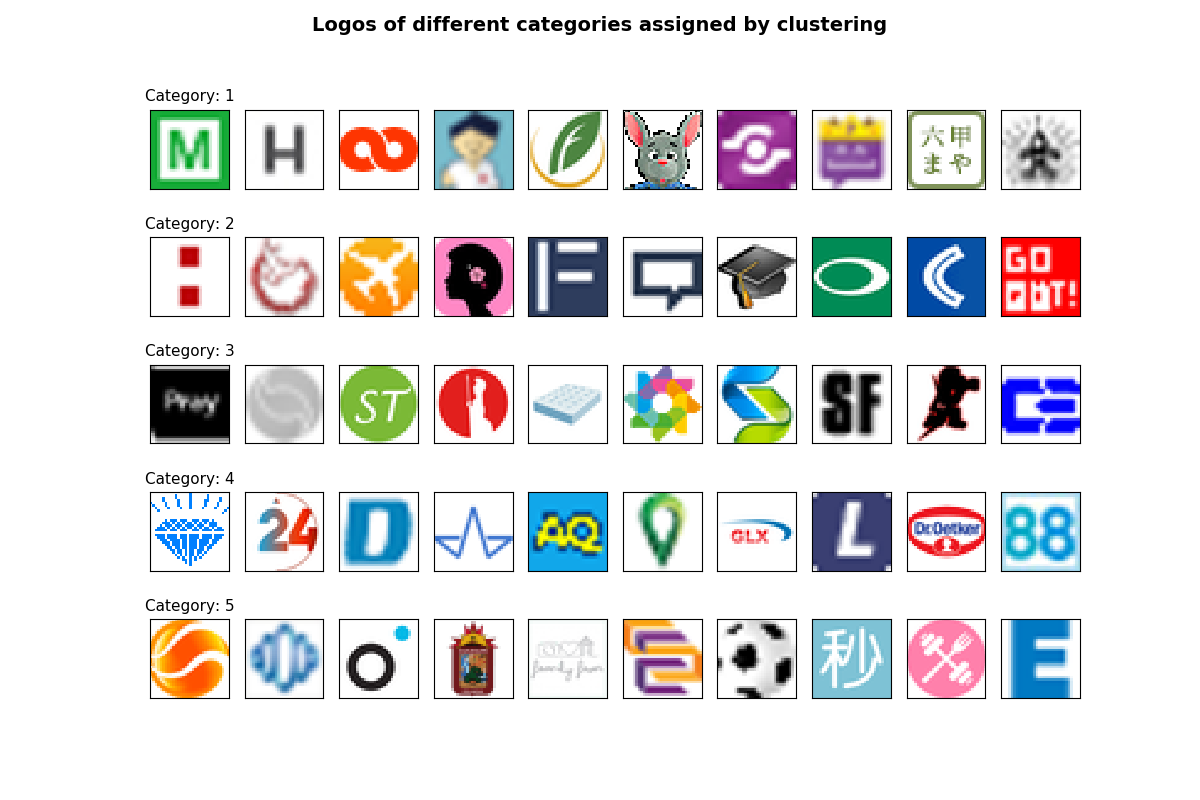 Logos of different categories assigned by clustering
Category: 1
M
H
六甲
まや
Category: 2
F
GO
OUT!
Category: 3
Pray
ST
SF
Category: 4
24
D
AQ
GLX
L
Dr.Oetker
88
Category: 5
秒
E